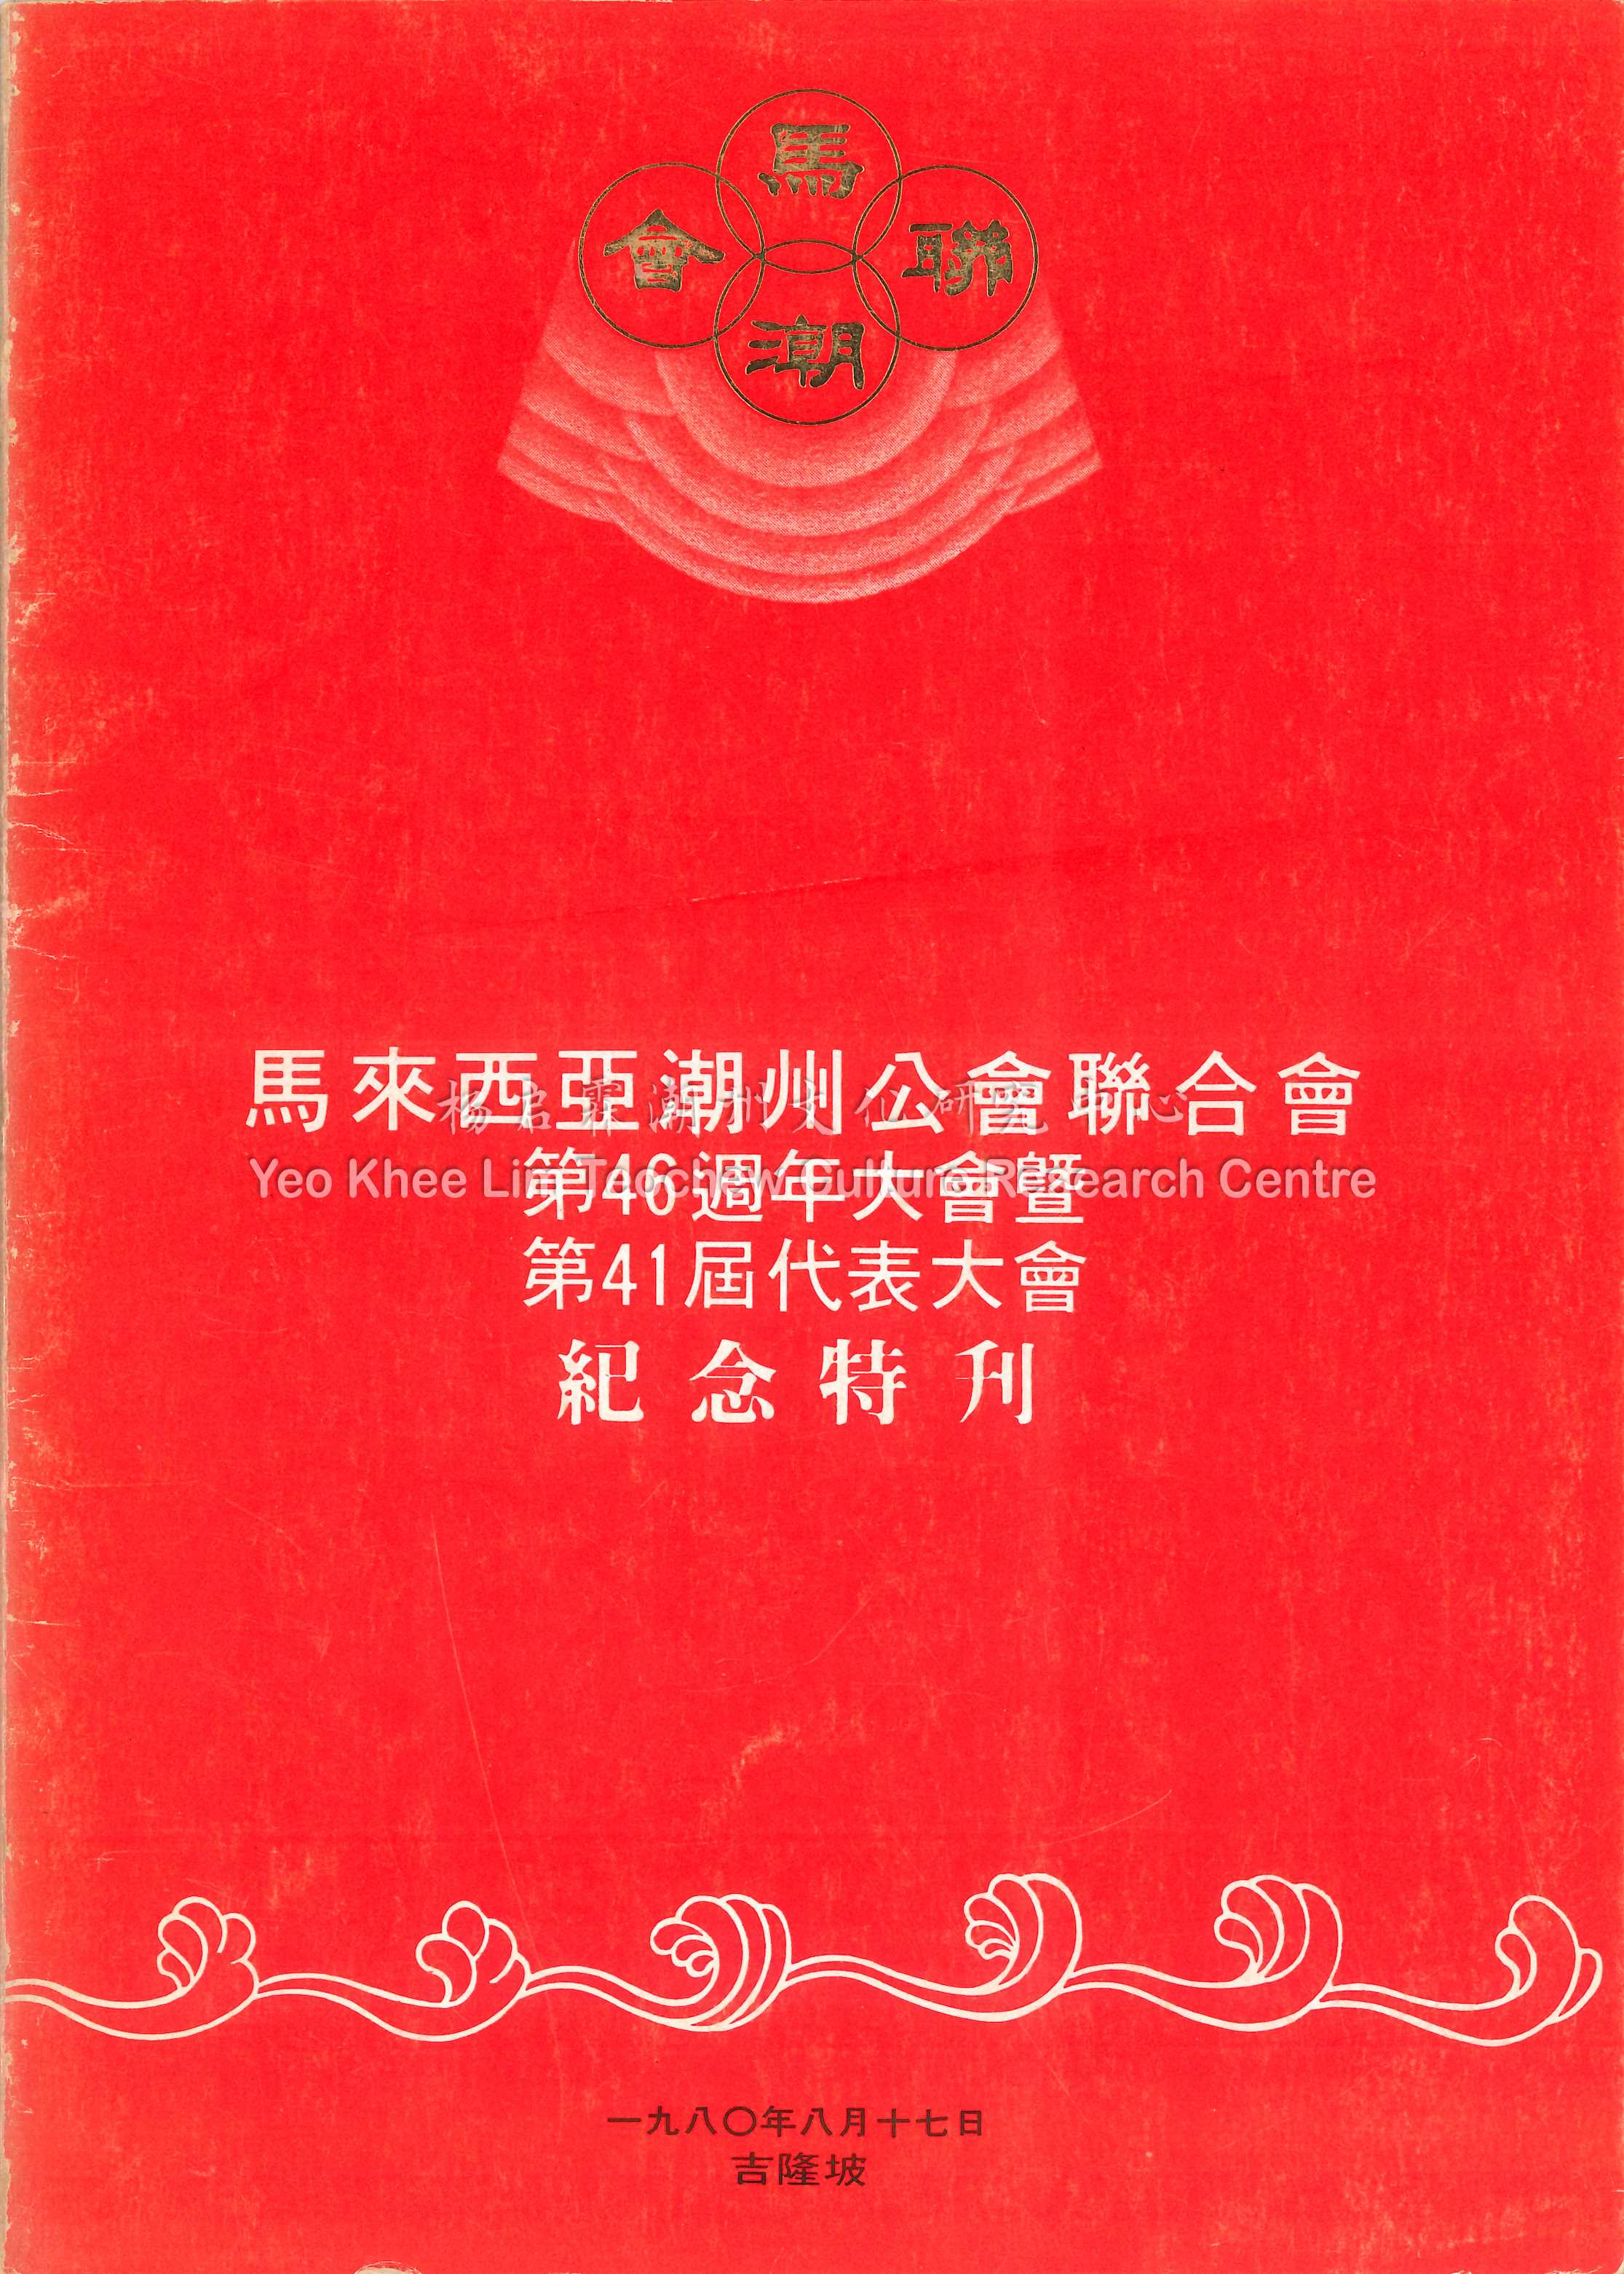 馬
會 聯
潮
馬來西亞潮州公會聯合會
杨启霖潮州文化研究中心
Yeo Khee Lim Teochew Culture Research Centre
第46週年大會暨
第41屆代表大會
紀念特刊
一九八〇年八月十七日
吉隆坡